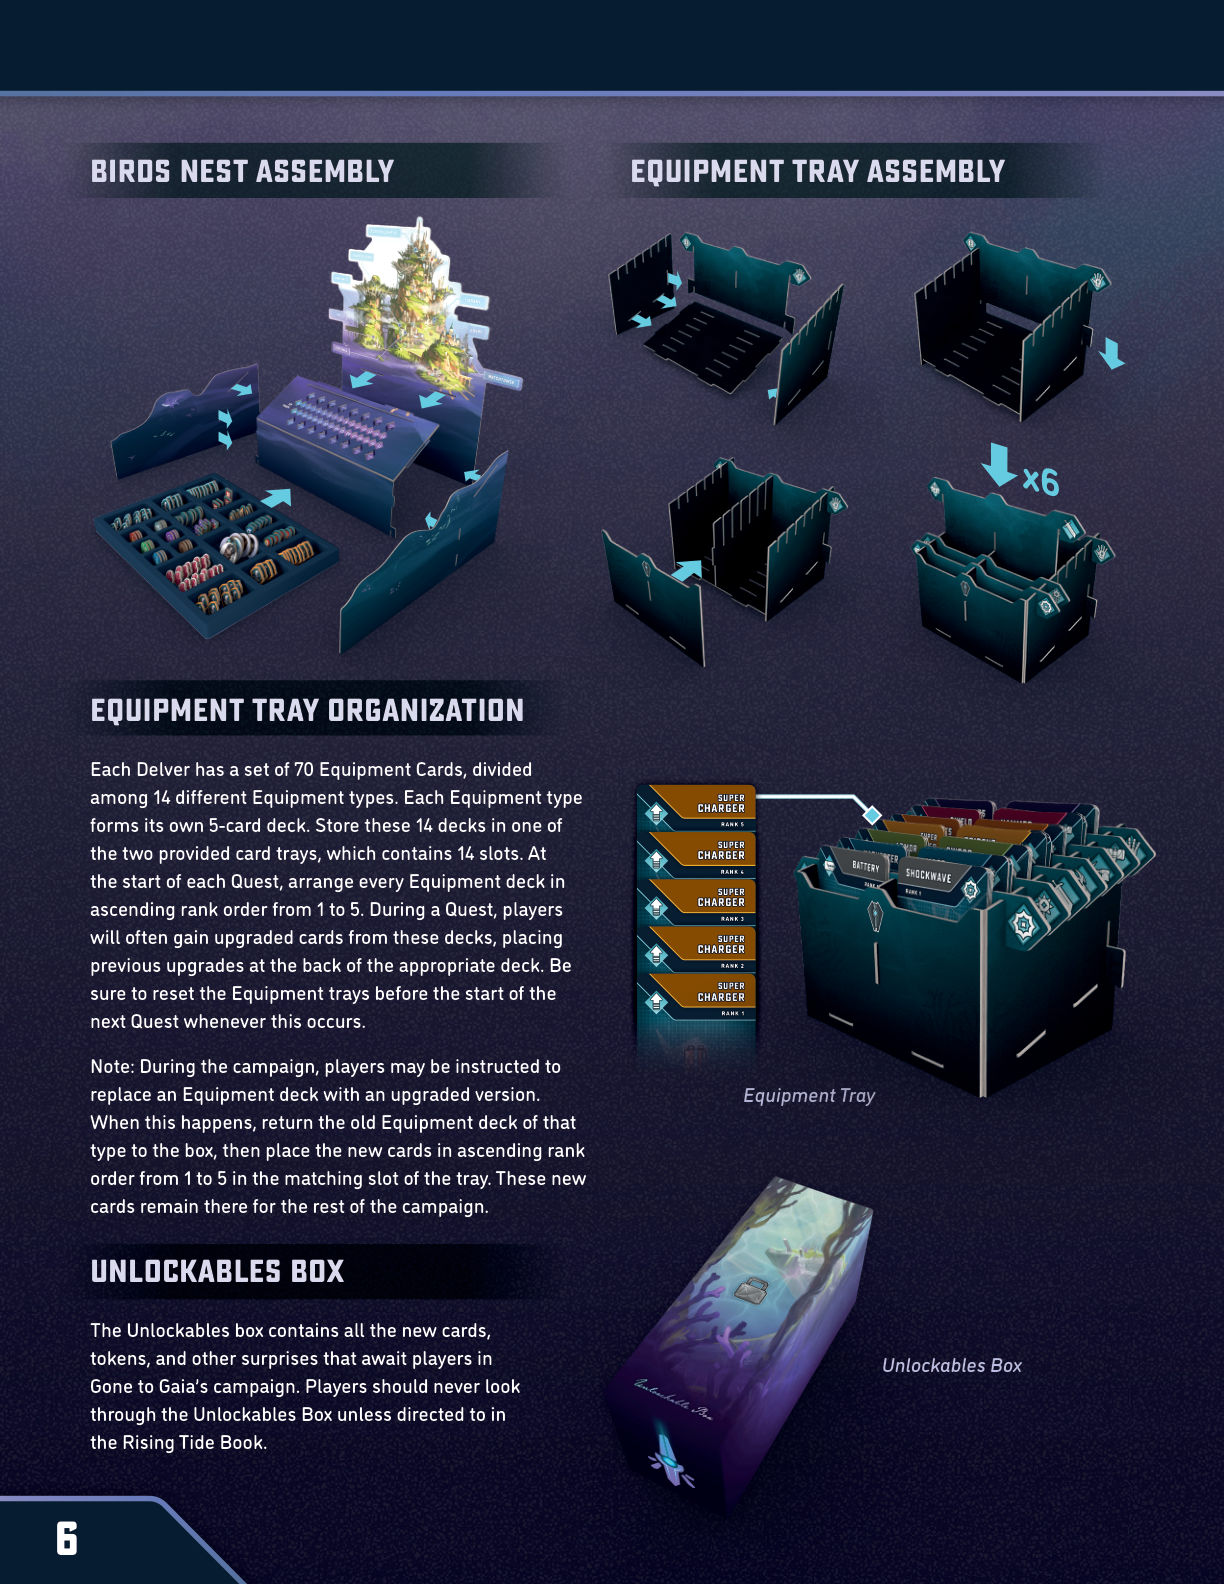 BIRDS NEST ASSEMBLY
EQUIPMENT TRAY ASSEMBLY
x6
EQUIPMENT TRAY ORGANIZATION
Each Delver has a set of 70 Equipment Cards, divided
among 14 different Equipment types. Each Equipment type
forms its own 5-card deck. Store these 14 decks in one of
the two provided card trays, which contains 14 slots. At
the start of each Quest, arrange every Equipment deck in
ascending rank order from 1 to 5. During a Quest, players
will often gain upgraded cards from these decks, placing
previous upgrades at the back of the appropriate deck. Be
sure to reset the Equipment trays before the start of the
next Quest whenever this occurs.
Note: During the campaign, players may be instructed to
replace an Equipment deck with an upgraded version.
When this happens, return the old Equipment deck of that
type to the box, then place the new cards in ascending rank
order from 1 to 5 in the matching slot of the tray. These new
cards remain there for the rest of the campaign.
SUPER
CHARGER
RANK 5
SUPER
CHARGER
RANK 4
SUPER
CHARGER
RANK 3
SUPER
CHARGER
RANK 2
SUPER
CHARGER
RANK 1
SUPER
BATTERY
SHOCKWAVE
RANK 1
Equipment Tray
UNLOCKABLES BOX
The Unlockables box contains all the new cards,
tokens, and other surprises that await players in
Gone to Gaia's campaign. Players should never look
through the Unlockables Box unless directed to in
the Rising Tide Book.
Unlockable Box
Unlockables Box
6